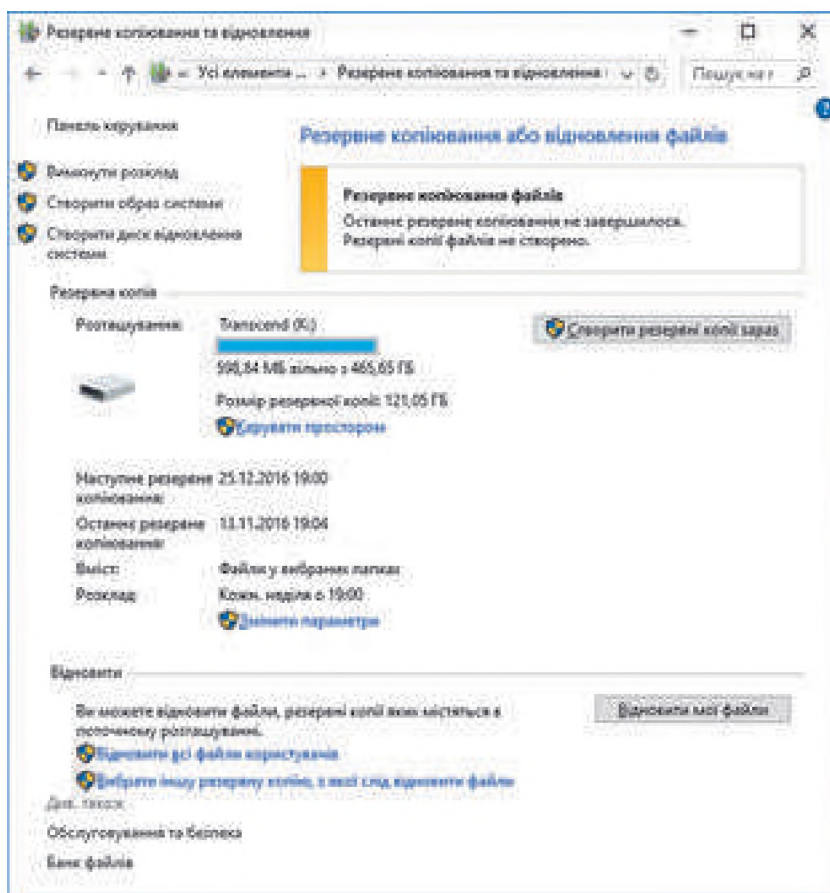 Резервне копіювання та відновлення
« Усі елементи ... › Резервне копіювання та відновлення
Пошук на г
Панель керування
Вимкнути розклад
Створити образ системи
Створити диск відновлення
системи
Резервне копіювання або відновлення файлів
Резервне копіювання файлів
Останнє резервне копіювання не завершилося.
Резервні копії файлів не створено.
Резервна копія
Розташування: Transcend (K:)
Створити резервні копії зараз
598,84 МБ вільно з 465,65 ГБ
Розмір резервної копії: 121,05 ГБ
Керувати простором
Наступне резервне 25.12.2016 19:00
копіювання:
Останнє резервне 13.11.2016 19:04
копіювання:
Вміст: Файли у вибраних папках
Розклад: Кожн. неділя о 19:00
Змінити параметри
Відновити
Ви можете відновити файли, резервні копії яких містяться в
поточному розташуванні.
Відновити мої файли
Відновити всі файли користувачів
Вибрати іншу резервну копію, з якої слід відновити файли
Див. також
Обслуговування та безпека
Банк файлів